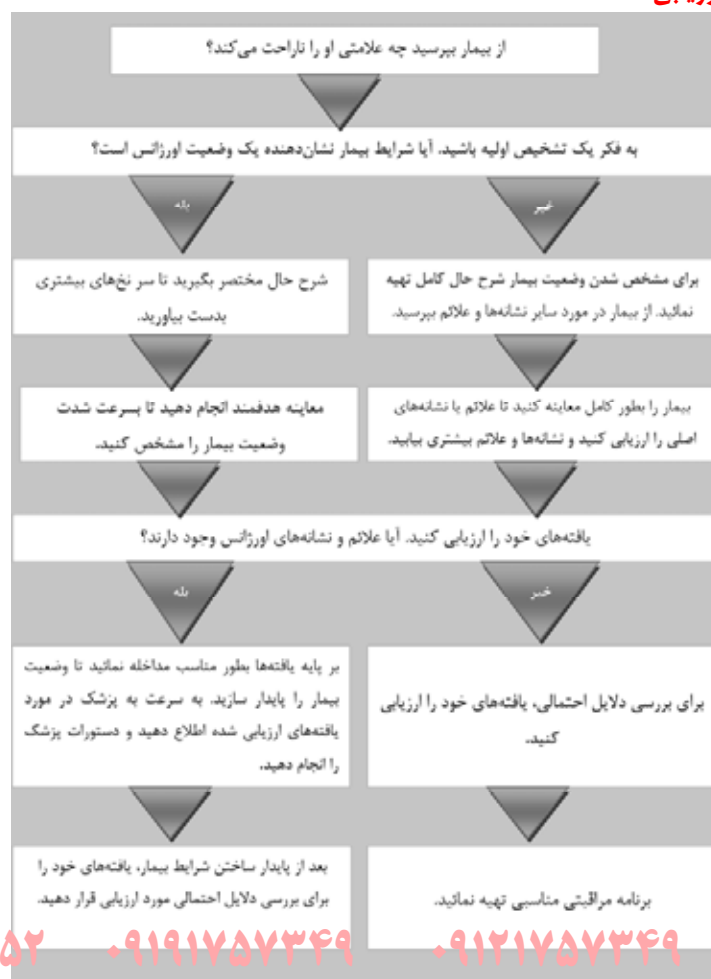 از بیمار بپرسید چه علامتی او را ناراحت می‌کند؟
به فکر یک تشخیص اولیه باشید. آیا شرایط بیمار نشان‌دهنده یک وضعیت اورژانس است؟
خیر
بله
برای مشخص شدن وضعیت بیمار شرح حال کامل تهیه
نمائید. از بیمار در مورد سایر نشانه‌ها و علائم بپرسید.
شرح حال مختصر بگیرید تا سر نخ‌های بیشتری
بدست بیاورید.
بیمار را بطور کامل معاینه کنید تا علائم یا نشانه‌های
اصلی را ارزیابی کنید و نشانه‌ها و علائم بیشتری بیابید.
معاینه هدفمند انجام دهید تا بسرعت شدت
وضعیت بیمار را مشخص کنید.
یافته‌های خود را ارزیابی کنید. آیا علائم و نشانه‌های اورژانس وجود دارند؟
خیر
بله
برای بررسی دلایل احتمالی، یافته‌های خود را ارزیابی
کنید.
بر پایه یافته‌ها بطور مناسب مداخله نمائید تا وضعیت
بیمار را پایدار سازید. به سرعت به پزشک در مورد
یافته‌های ارزیابی شده اطلاع دهید و دستورات پزشک
را انجام دهید.
برنامه مراقبتی مناسبی تهیه نمائید.
بعد از پایدار ساختن شرایط بیمار، یافته‌های خود را
برای بررسی دلایل احتمالی مورد ارزیابی قرار دهید.
۵۲ ۰۹۱۹۱۷۵۷۳۴۹ ۰۹۱۲۱۷۵۷۳۴۹